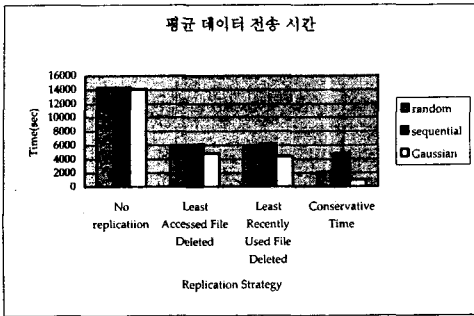 평균 데이터 전송 시간
Time(sec)
16000
14000
12000
10000
8000
6000
4000
2000
0
No
replicatiion
Least
Accessed File
Deleted
Least
Recently
Used File
Deleted
Conservative
Time
Replication Strategy
random
sequential
Gaussian